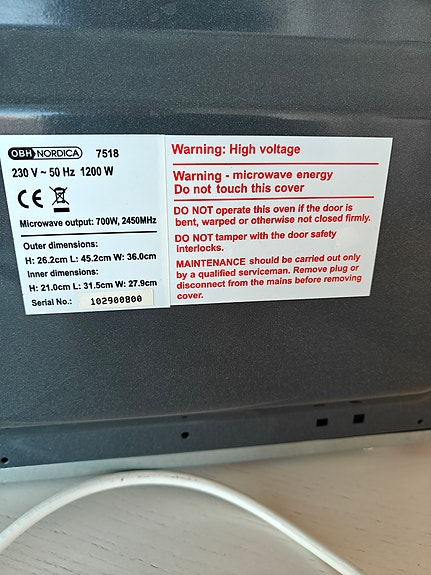 OBH NORDICA 7518
230 V ~ 50 Hz 1200 W
CE
Microwave output: 700W, 2450MHz
Outer dimensions:
H: 26.2cm L: 45.2cm W: 36.0cm
Inner dimensions:
H: 21.0cm L: 31.5cm W: 27.9cm
Serial No.: 102900800
Warning: High voltage
Warning - microwave energy
Do not touch this cover
DO NOT operate this oven if the door is
bent, warped or otherwise not closed firmly.
DO NOT tamper with the door safety
interlocks.
MAINTENANCE should be carried out only
by a qualified serviceman. Remove plug or
disconnect from the mains before removing
cover.